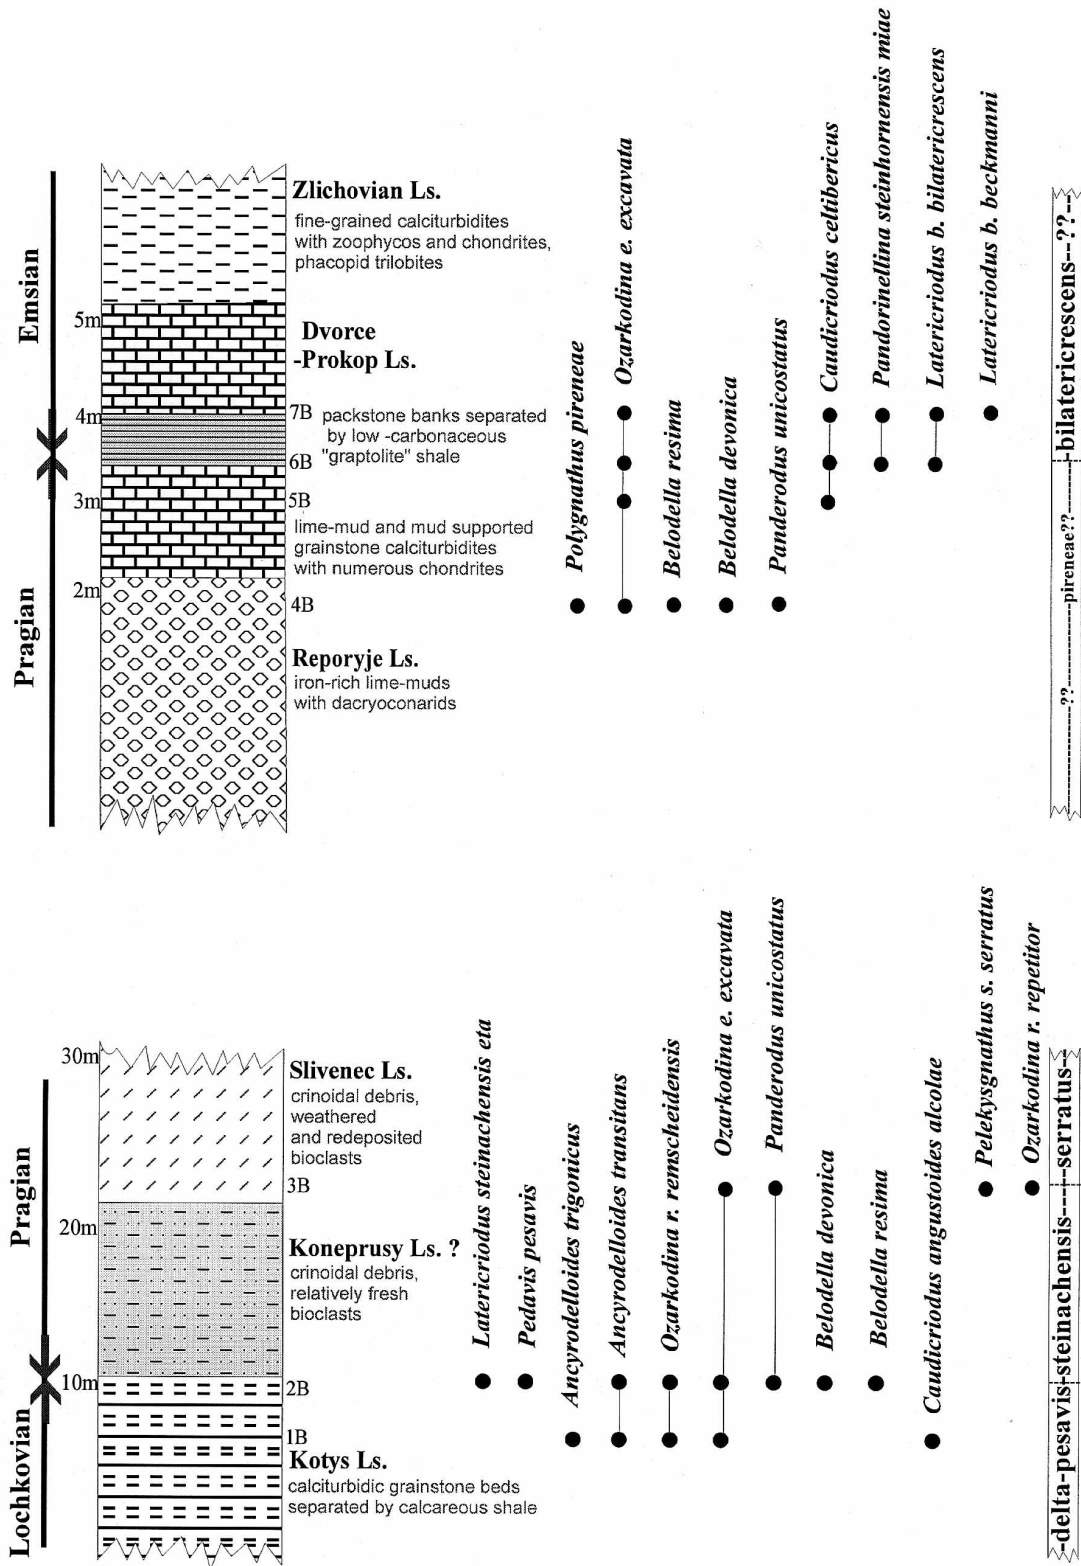 Emsian
Pragian
5m
4m
3m
2m
7B
6B
5B
4B
Zlichovian Ls.
fine-grained calciturbidites
with zoophycos and chondrites,
phacopid trilobites
Dvorce
-Prokop Ls.
packstone banks separated
by low -carbonaceous
"graptolite" shale
lime-mud and mud supported
grainstone calciturbidites
with numerous chondrites
Reporyje Ls.
iron-rich lime-muds
with dacryoconarids
Polygnathus pireneae
Ozarkodina e. excavata
Belodella resima
Belodella devonica
Panderodus unicostatus
Caudicriodus celtibericus
Pandorinellina steinhornensis miae
Latericriodus b. bilatericrescens
Latericriodus b. beckmanni
------------??------------pireneae??-------bilatericrescens---??--
Pragian
Lochkovian
30m
20m
10m
3B
2B
1B
Slivenec Ls.
crinoidal debris,
weathered
and redeposited
bioclasts
Koneprusy Ls. ?
crinoidal debris,
relatively fresh
bioclasts
Kotys Ls.
calciturbidic grainstone beds
separated by calcareous shale
Latericriodus steinachensis eta
Pedavis pesavis
Ancyrodelloides trigonicus
Ancyrodelloides transitans
Ozarkodina r. remscheidensis
Ozarkodina e. excavata
Panderodus unicostatus
Belodella devonica
Belodella resima
Caudicriodus angustoides alcolae
Pelekysgnathus s. serratus
Ozarkodina r. repetitor
-delta-pesavis-steinachensis------serratus--